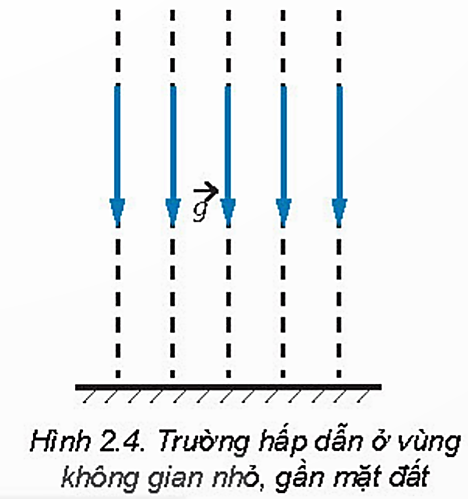 g
Hình 2.4. Trường hấp dẫn ở vùng
không gian nhỏ, gần mặt đất